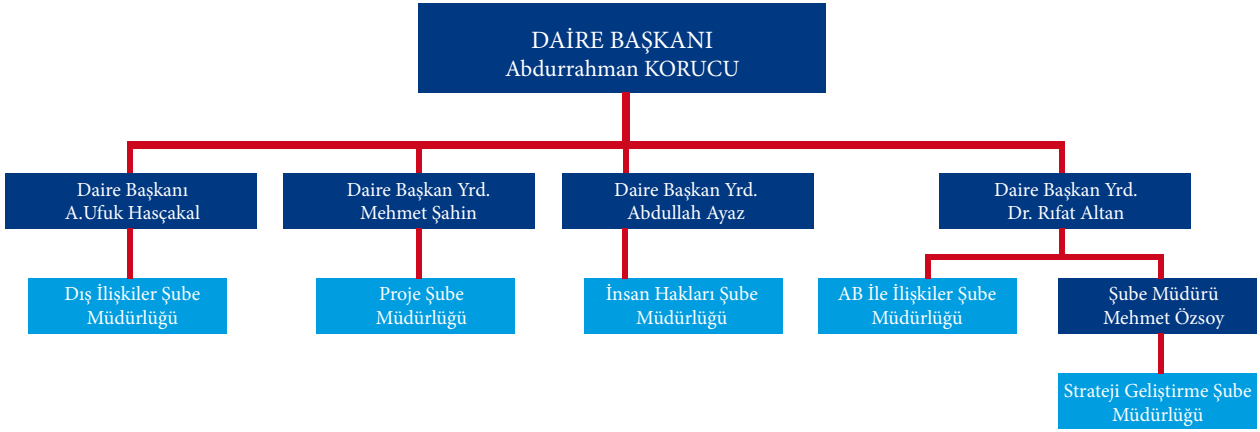 DAİRE BAŞKANI
Abdurrahman KORUCU
Daire Başkanı
A.Ufuk Hasçakal
Daire Başkan Yrd.
Mehmet Şahin
Daire Başkan Yrd.
Abdullah Ayaz
Daire Başkan Yrd.
Dr. Rıfat Altan
Dış İlişkiler Şube
Müdürlüğü
Proje Şube
Müdürlüğü
İnsan Hakları Şube
Müdürlüğü
AB İle İlişkiler Şube
Müdürlüğü
Şube Müdürü
Mehmet Özsoy
Strateji Geliştirme Şube
Müdürlüğü